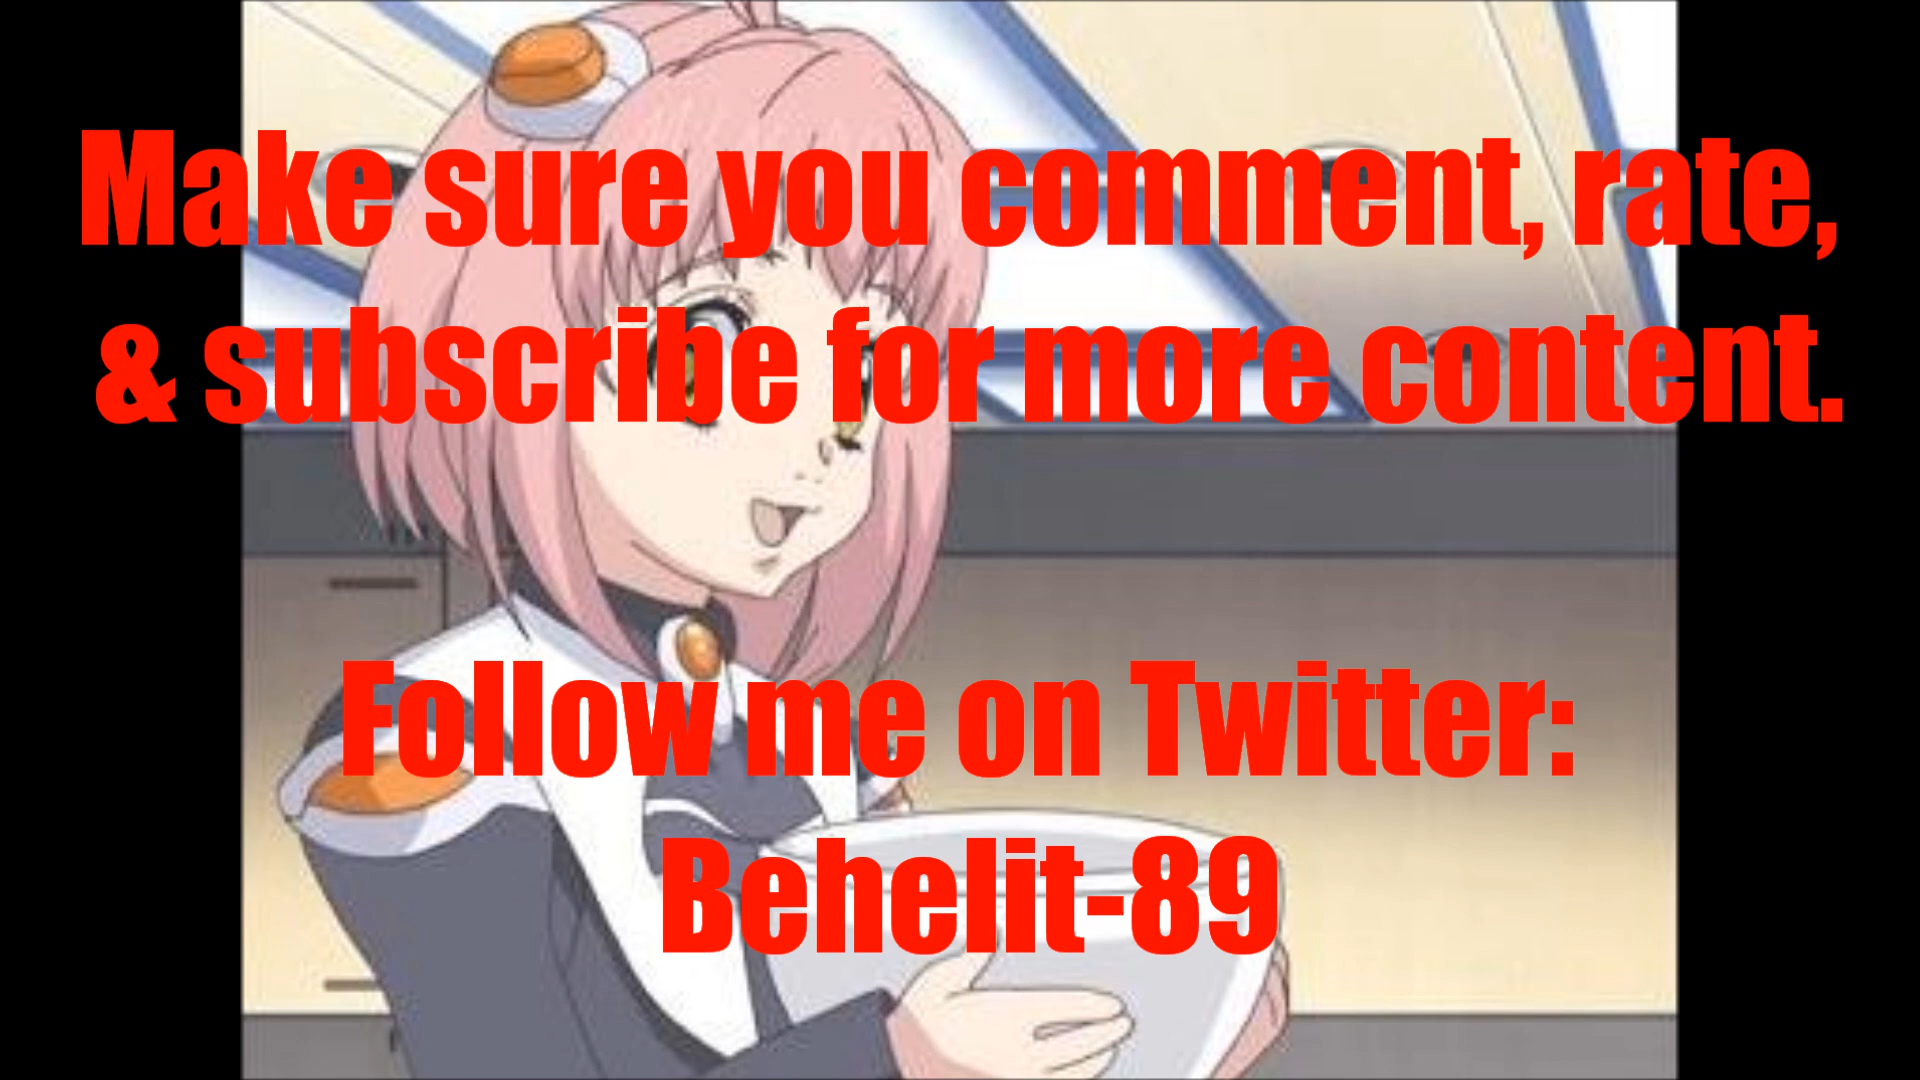 Make sure you comment, rate,
& subscribe for more content.
Follow me on Twitter:
Behelit-89